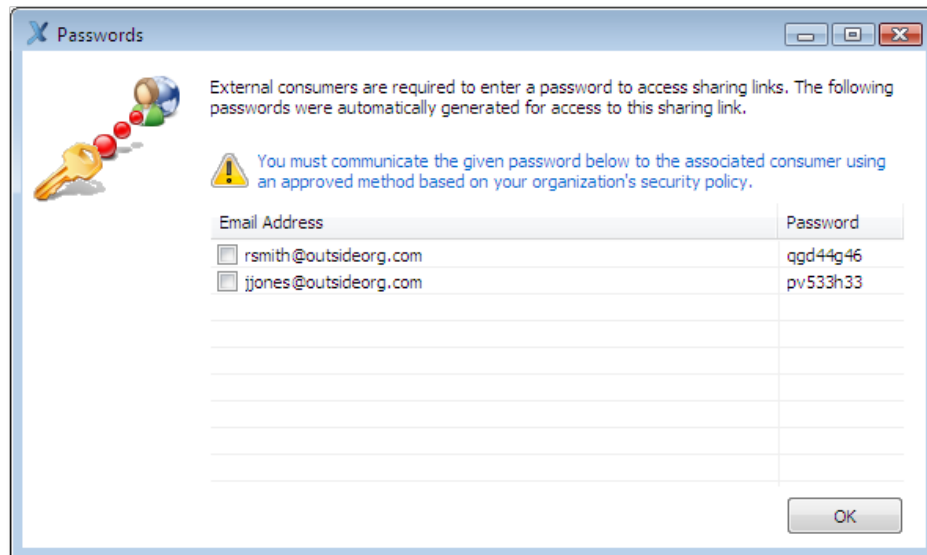 Passwords
External consumers are required to enter a password to access sharing links. The following
passwords were automatically generated for access to this sharing link.
You must communicate the given password below to the associated consumer using
an approved method based on your organization's security policy.
Email Address Password
rsmith@outsideorg.com qgd44g46
jjones@outsideorg.com pv533h33
OK